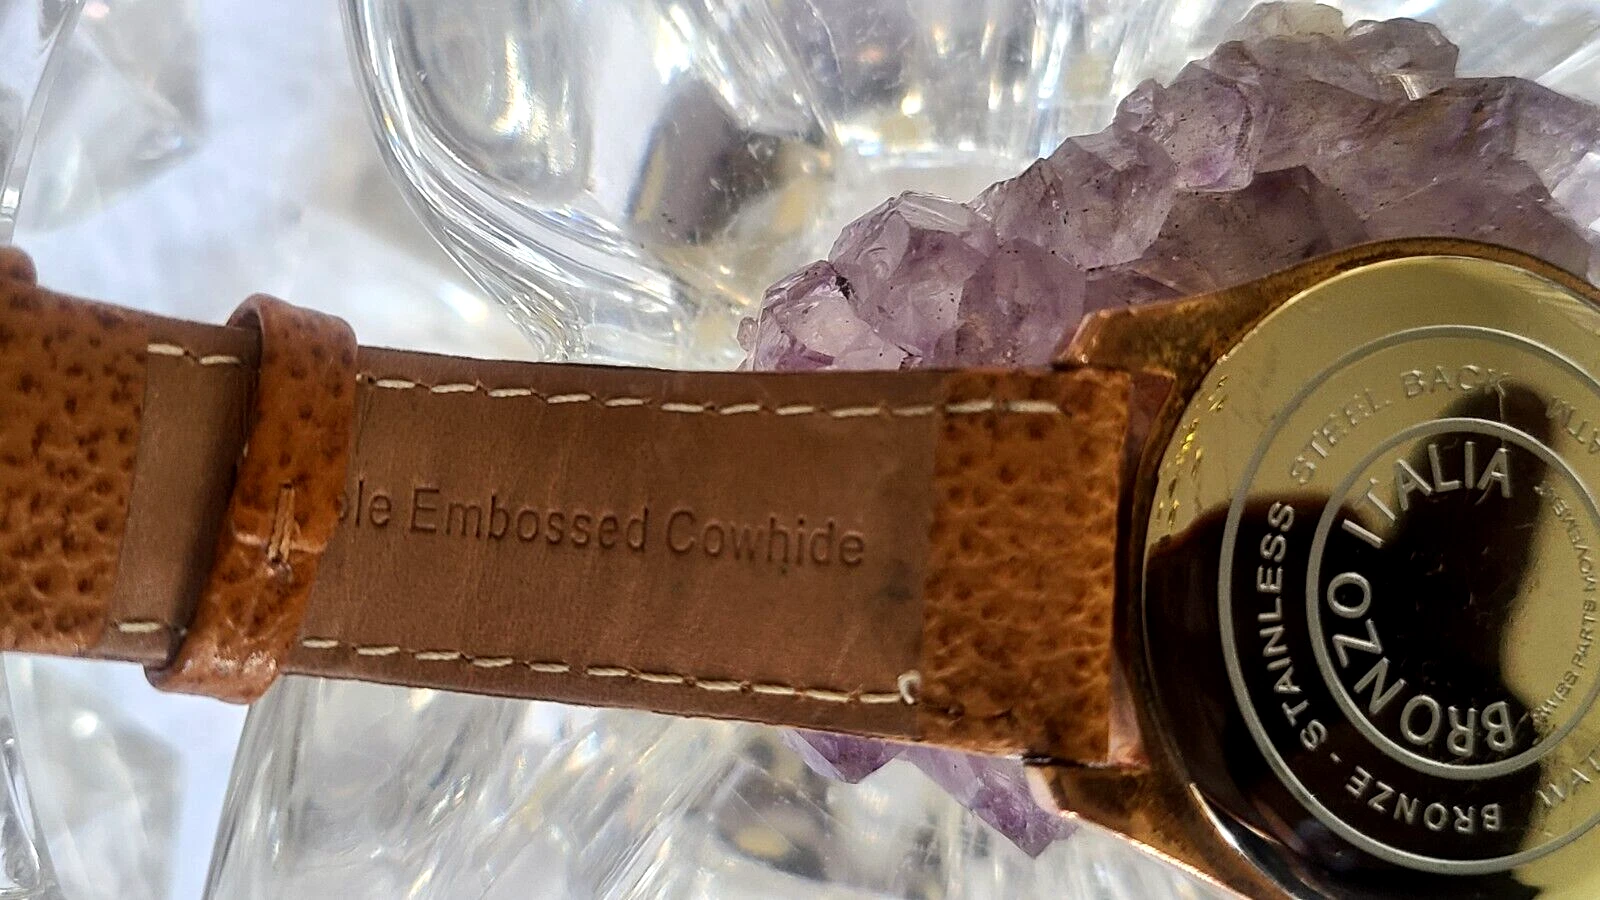 ole Embossed Cowhide
BRONZO ITALIA
BRONZE - STAINLESS STEEL BACK
ATM
SWISS PARTS MOVEMENT